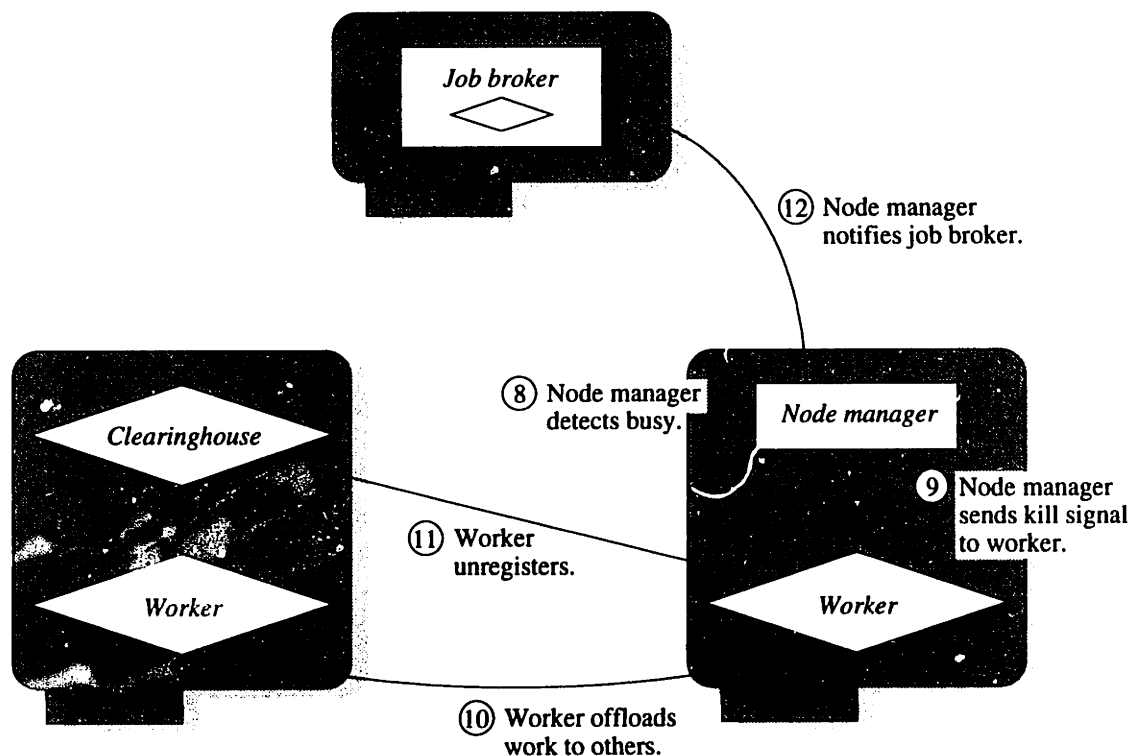 Job broker
⑫ Node manager
notifies job broker.
⑧ Node manager
detects busy.
Node manager
Clearinghouse
⑨ Node manager
sends kill signal
to worker.
⑪ Worker
unregisters.
Worker
Worker
⑩ Worker offloads
work to others.